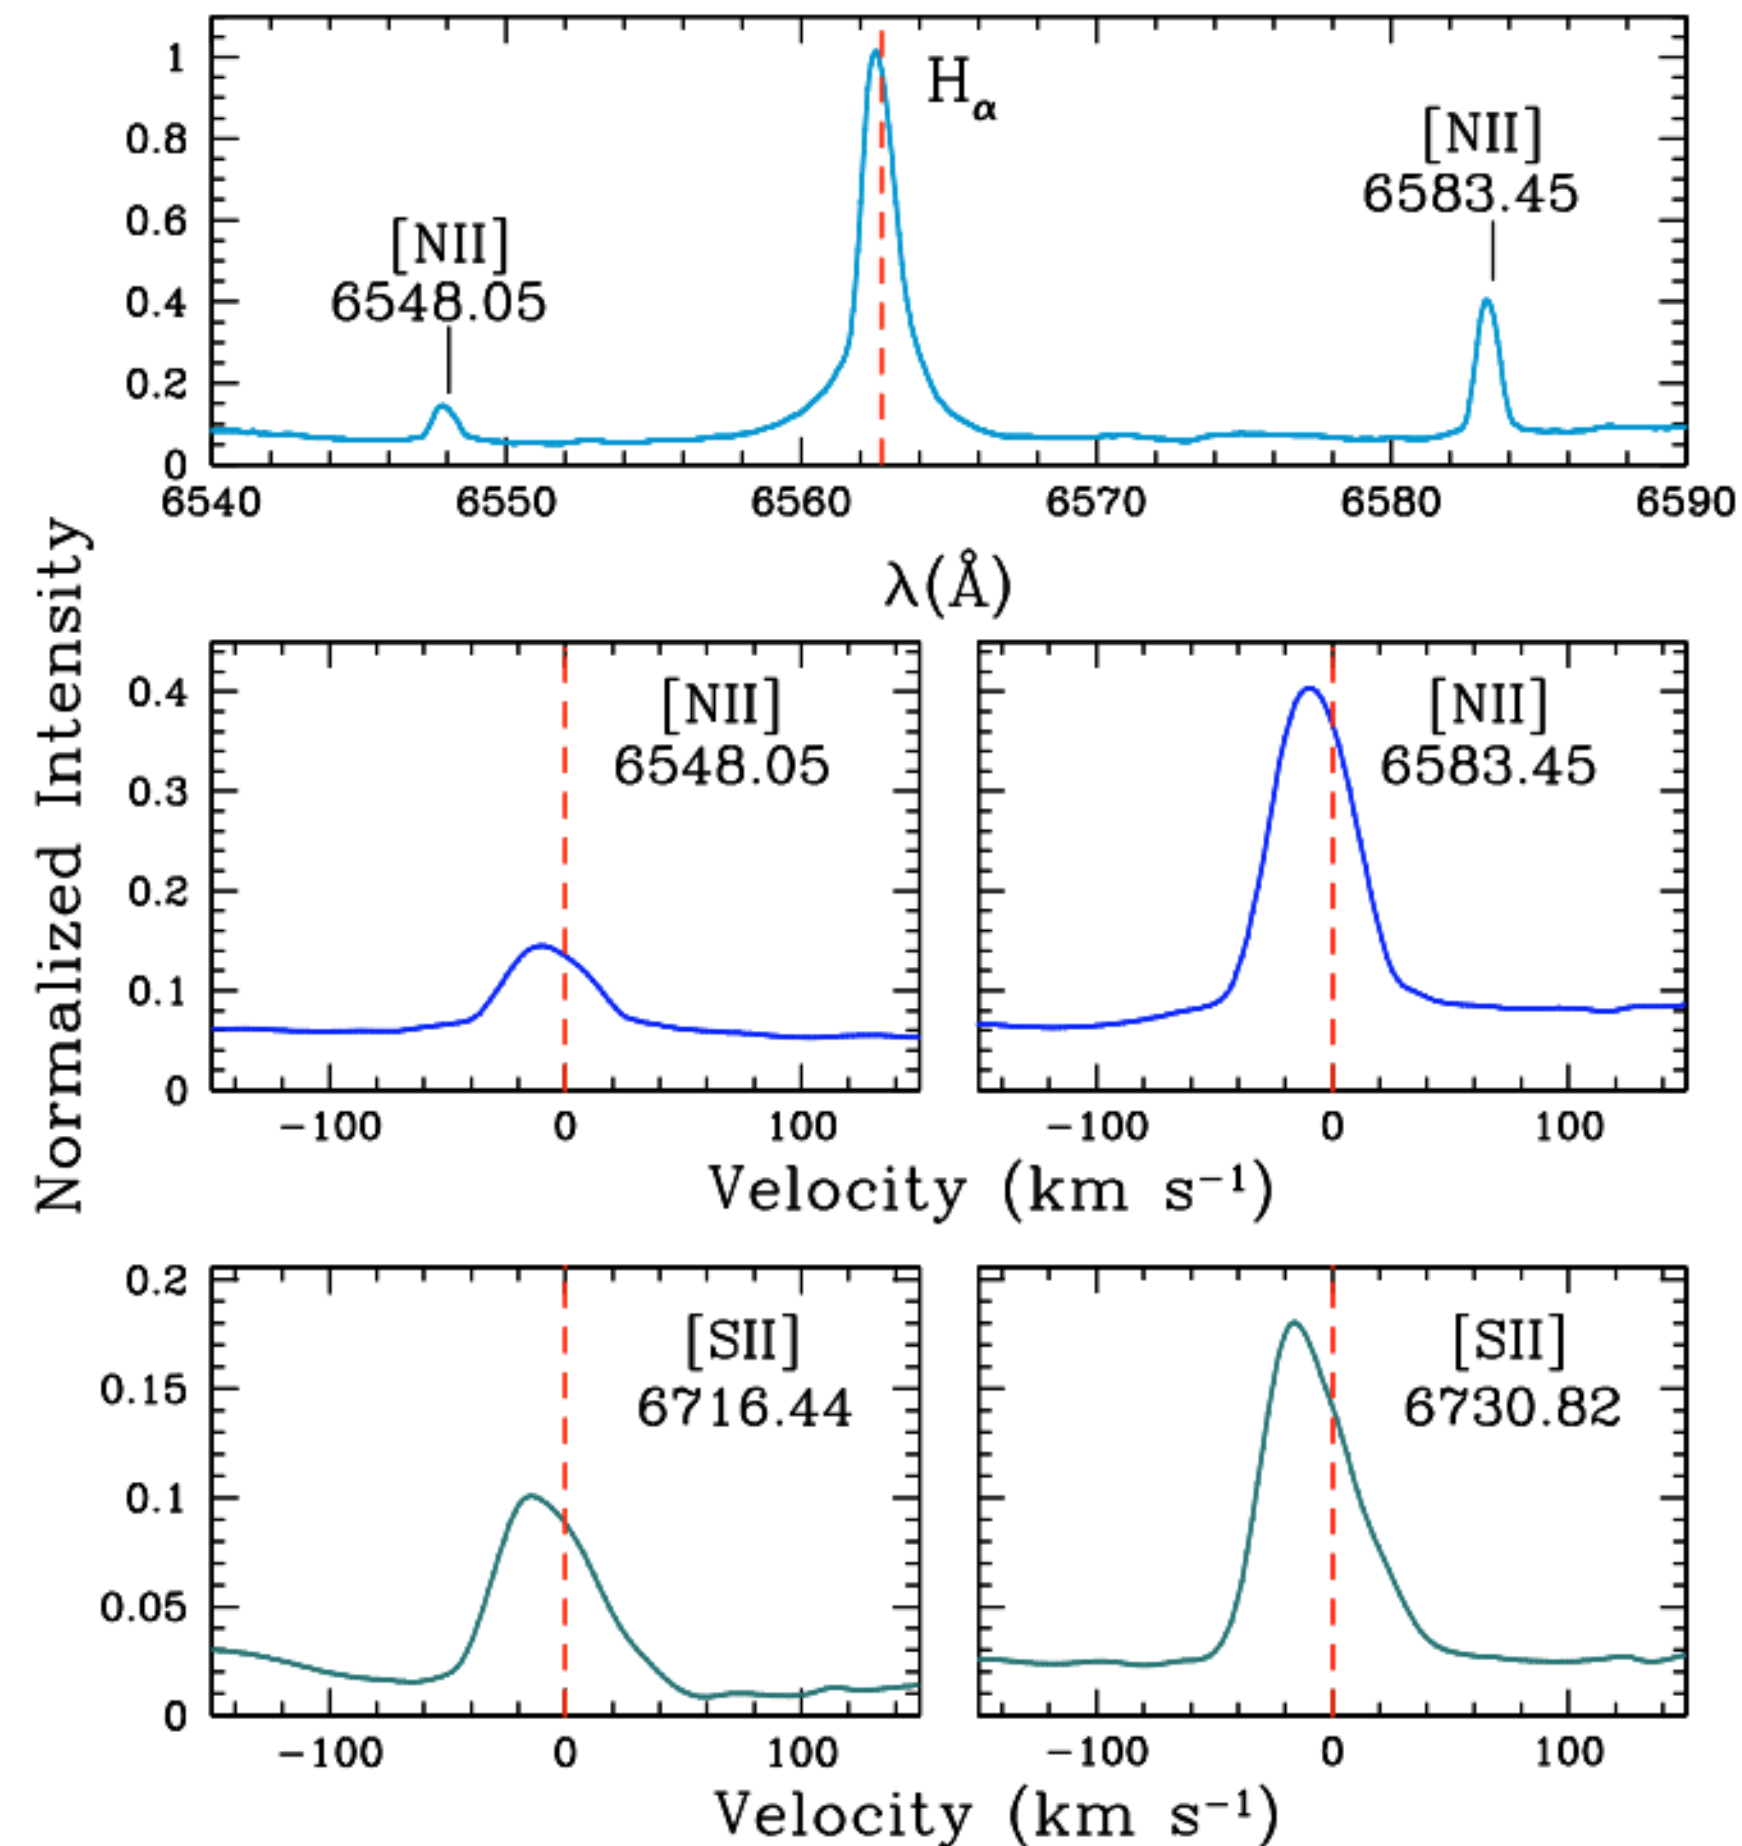 1
0.8
0.6
0.4
0.2
0
Hα
[NII]
6583.45
[NII]
6548.05
6540 6550 6560 6570 6580 6590
λ(Å)
Normalized Intensity
0.4
0.3
0.2
0.1
0
[NII]
6548.05
[NII]
6583.45
-100 0 100 -100 0 100
Velocity (km s⁻¹)
0.2
0.15
0.1
0.05
0
[SII]
6716.44
[SII]
6730.82
-100 0 100 -100 0 100
Velocity (km s⁻¹)